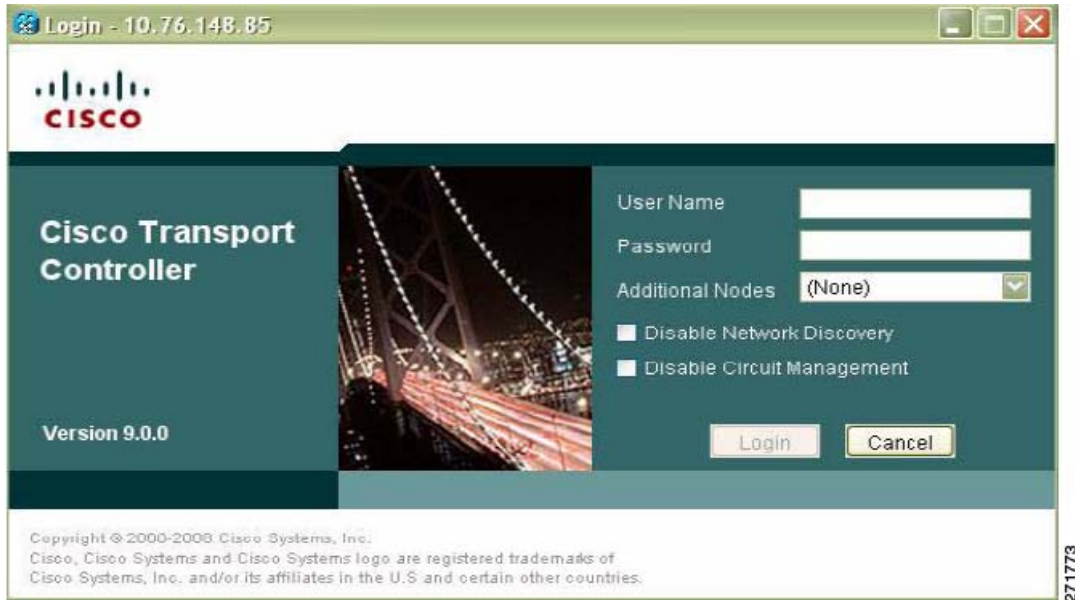 Login - 10.76.148.85
CISCO
Cisco Transport
Controller
Version 9.0.0
User Name
Password
Additional Nodes (None)
Disable Network Discovery
Disable Circuit Management
Login Cancel
Copyright © 2000-2008 Cisco Systems, Inc.
Cisco, Cisco Systems and Cisco Systems logo are registered trademarks of
Cisco Systems, Inc. and/or its affiliates in the U.S and certain other countries.
271773